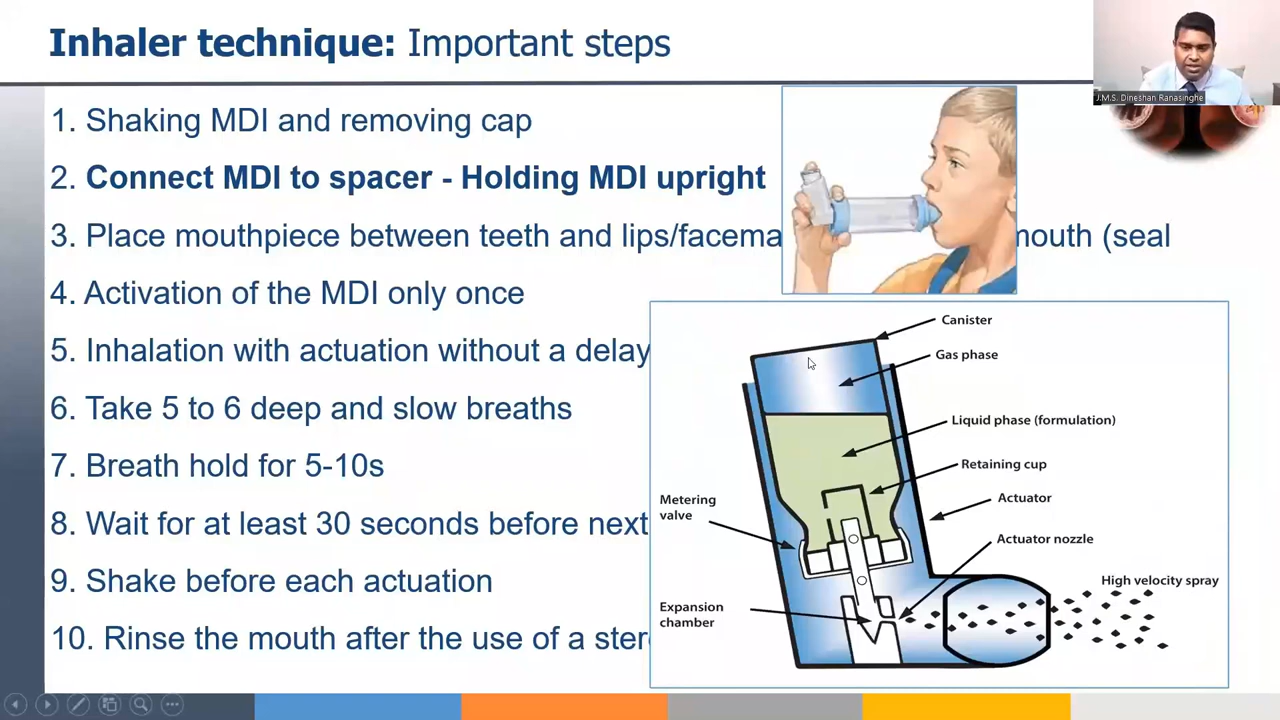 Inhaler technique: Important steps
J.M.S. Dineshan Ranasinghe
1. Shaking MDI and removing cap
2. Connect MDI to spacer - Holding MDI upright
3. Place mouthpiece between teeth and lips/facema mouth (seal
4. Activation of the MDI only once
5. Inhalation with actuation without a delay
6. Take 5 to 6 deep and slow breaths
7. Breath hold for 5-10s
8. Wait for at least 30 seconds before next
9. Shake before each actuation
10. Rinse the mouth after the use of a ster
Canister
Gas phase
Liquid phase (formulation)
Retaining cup
Metering
valve
Actuator
Actuator nozzle
High velocity spray
Expansion
chamber